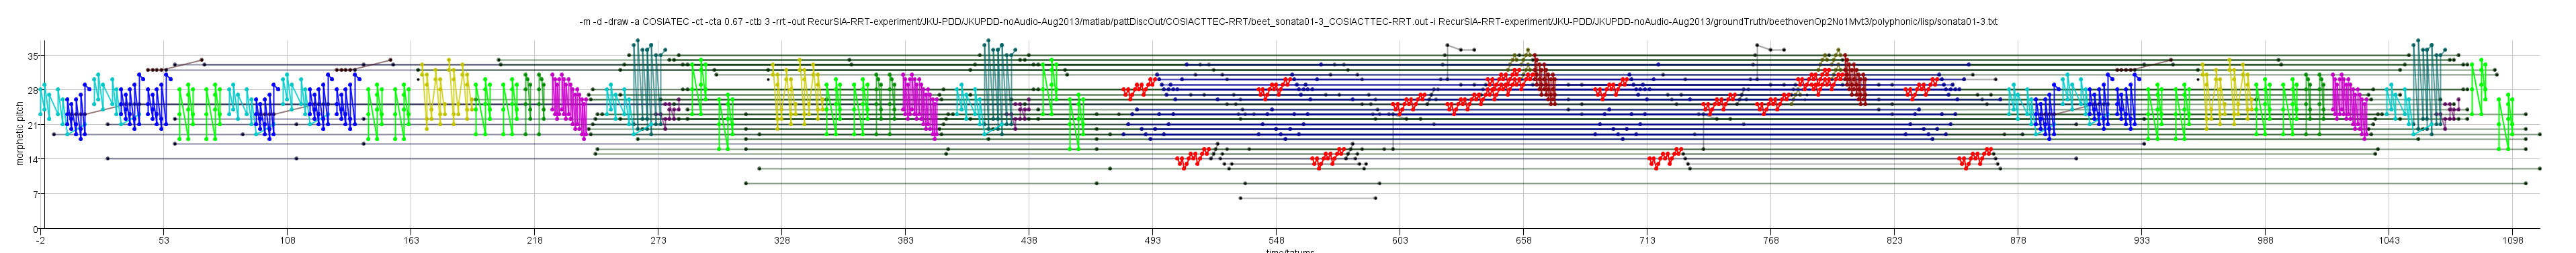 -m -d -draw -a COSIATEC -ct -cta 0.67 -ctb 3 -rrt -out RecurSIA-RRT-experiment/JKU-PDD/JKUPDD-noAudio-Aug2013/matlab/pattDiscOut/COSIACTTEC-RRT/beet_sonata01-3_COSIACTTEC-RRT.out -i RecurSIA-RRT-experiment/JKU-PDD/JKUPDD-noAudio-Aug2013/groundTruth/beethovenOp2No1Mvt3/polyphonic/lisp/sonata01-3.txt
morphetic pitch
35
28
21
14
7
0
-2 53 108 163 218 273 328 383 438 493 548 603 658 713 768 823 878 933 988 1043 1098
time/tatums